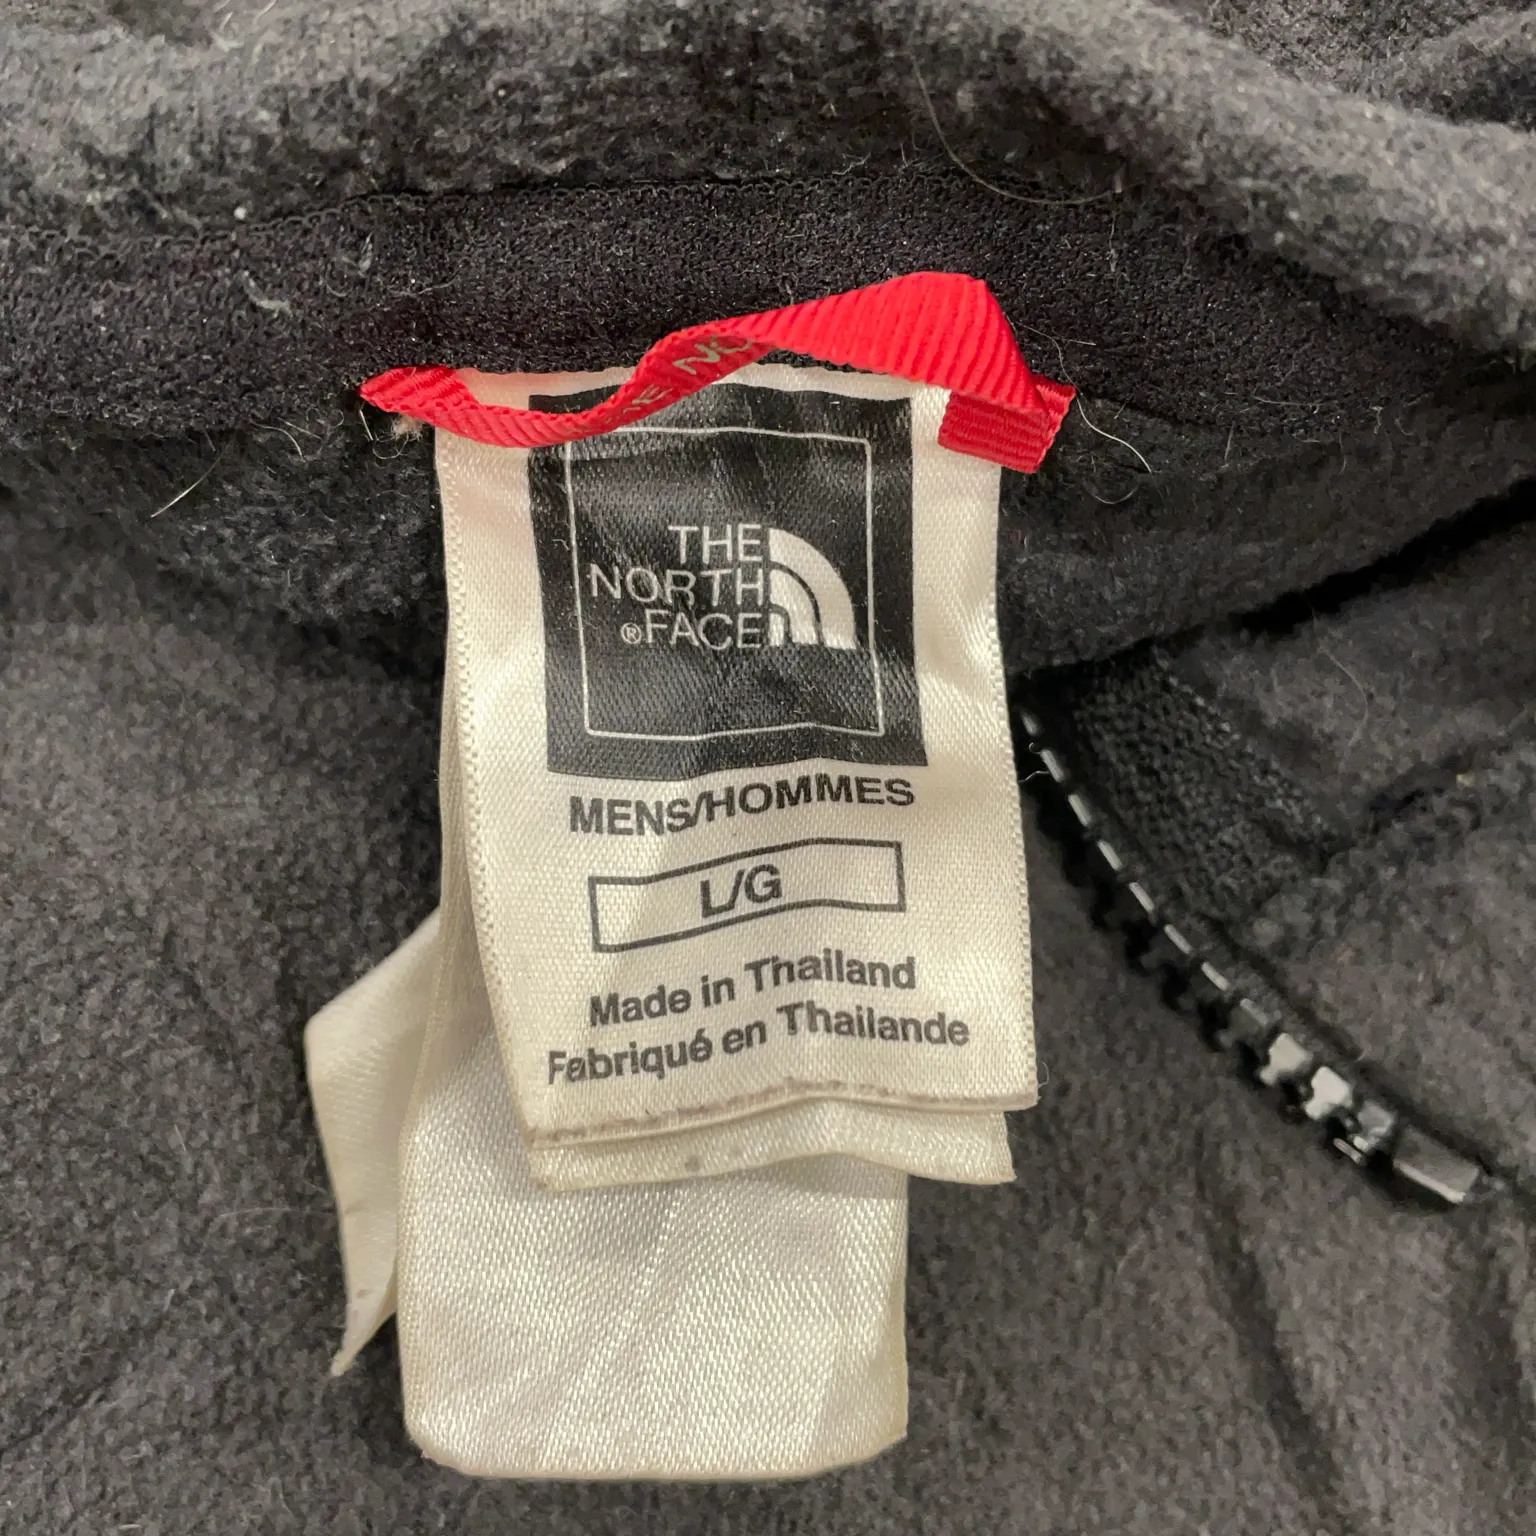 THE
NORTH
®FACE
MENS/HOMMES
L/G
Made in Thailand
Fabriqué en Thailande